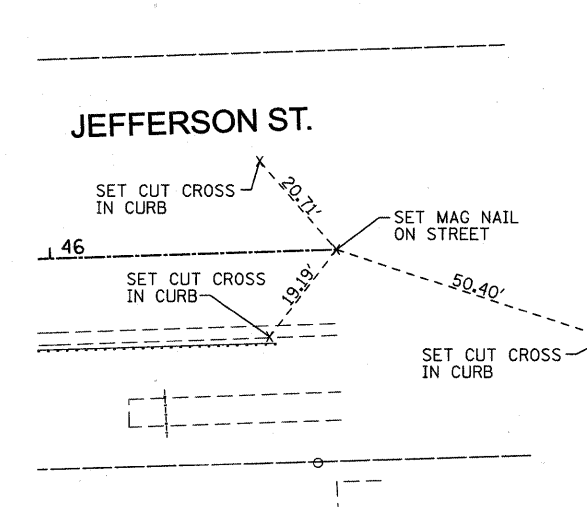 JEFFERSON ST.
SET CUT CROSS
IN CURB
20.71'
SET MAG NAIL
ON STREET
46
SET CUT CROSS
IN CURB
19.19'
50.40'
SET CUT CROSS
IN CURB